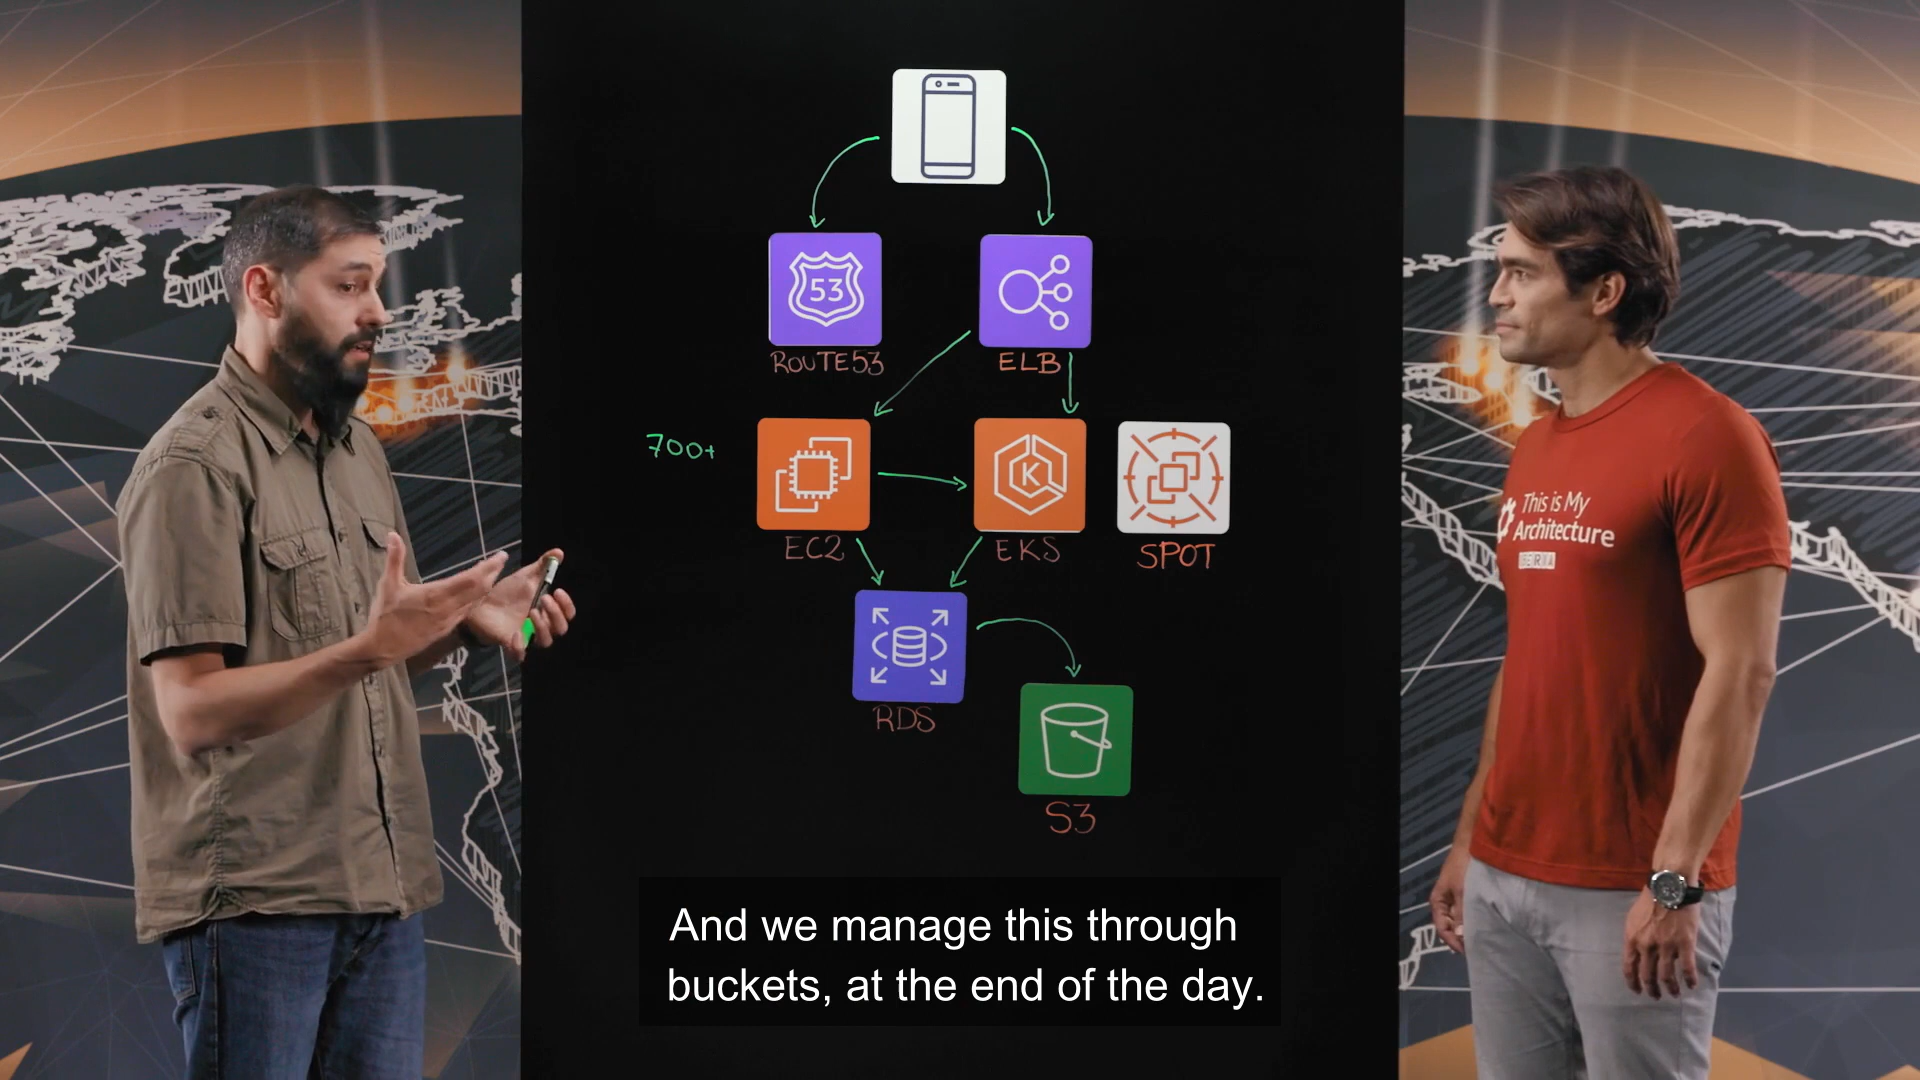 53
ROUTE53
ELB
700+
K
EC2
EKS
SPOT
This is My
Architecture
IBERIA
RDS
S3
And we manage this through
buckets, at the end of the day.